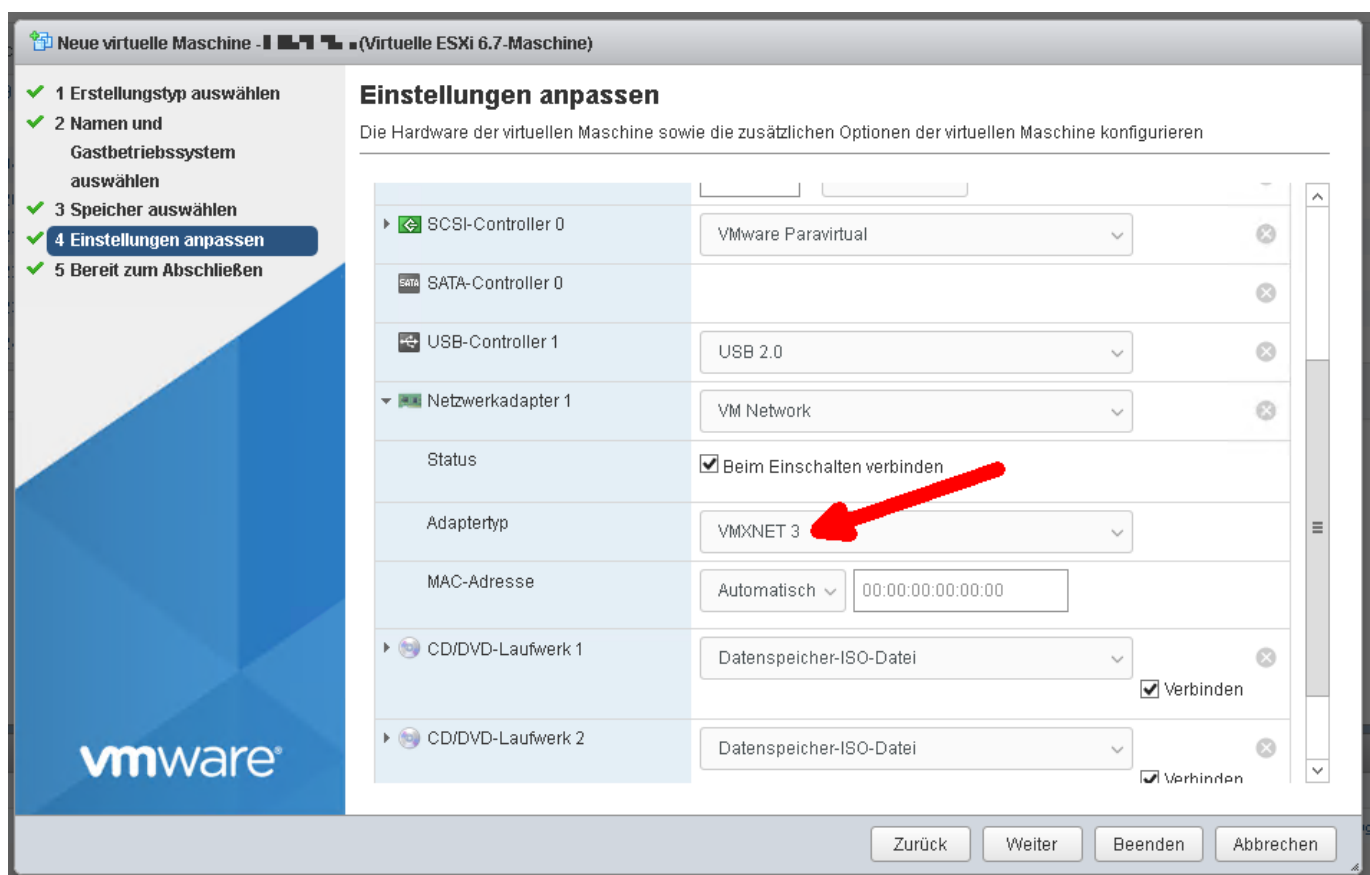 Neue virtuelle Maschine - (Virtuelle ESXi 6.7-Maschine)
1 Erstellungstyp auswählen
2 Namen und
Gastbetriebssystem
auswählen
3 Speicher auswählen
4 Einstellungen anpassen
5 Bereit zum Abschließen
vmware®
Einstellungen anpassen
Die Hardware der virtuellen Maschine sowie die zusätzlichen Optionen der virtuellen Maschine konfigurieren
SCSI-Controller 0 VMware Paravirtual
SATA SATA-Controller 0
USB-Controller 1 USB 2.0
Netzwerkadapter 1 VM Network
Status Beim Einschalten verbinden
Adaptertyp VMXNET 3
MAC-Adresse Automatisch 00:00:00:00:00:00
CD/DVD-Laufwerk 1 Datenspeicher-ISO-Datei
Verbinden
CD/DVD-Laufwerk 2 Datenspeicher-ISO-Datei
Verbinden
Zurück Weiter Beenden Abbrechen